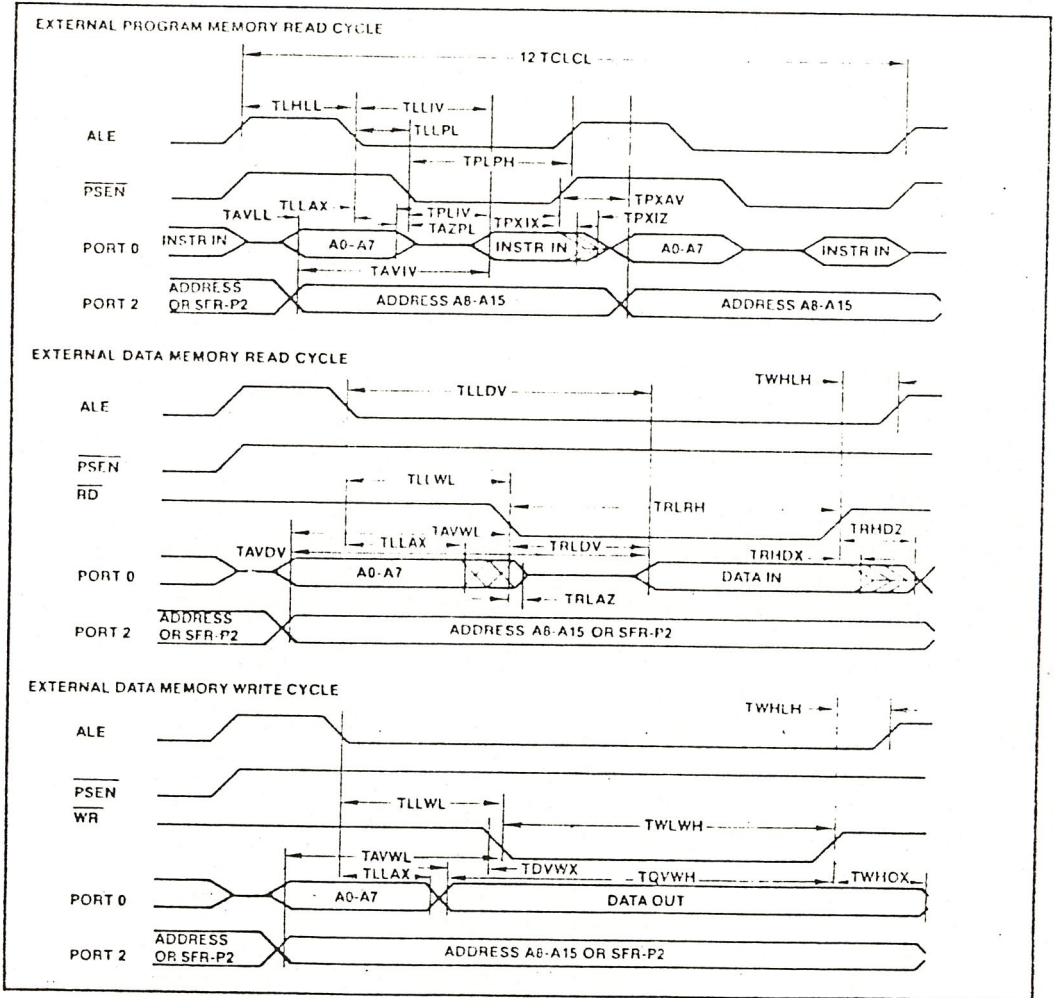 EXTERNAL PROGRAM MEMORY READ CYCLE
12 TCLCL
TLHLL
TLLIV
ALE
TLLPL
TPLPH
PSEN
TLLAX
TPLIV
TPXAV
TAVLL
TAZPL
TPXIX
TPXIZ
PORT 0
INSTR IN
A0-A7
INSTR IN
A0-A7
INSTR IN
TAVIV
PORT 2
ADDRESS
OR SFR-P2
ADDRESS A8-A15
ADDRESS A8-A15
EXTERNAL DATA MEMORY READ CYCLE
TWHLH
TLLDV
ALE
PSEN
TLLWL
RD
TRLRH
TAVWL
TRHDZ
TAVDV
TLLAX
TRLDV
TRHDX
PORT 0
A0-A7
DATA IN
TRLAZ
PORT 2
ADDRESS
OR SFR-P2
ADDRESS A8-A15 OR SFR-P2
EXTERNAL DATA MEMORY WRITE CYCLE
TWHLH
ALE
PSEN
TLLWL
WR
TWLWH
TAVWL
TDVWX
TQVWH
TLLAX
TWHQX
PORT 0
A0-A7
DATA OUT
PORT 2
ADDRESS
OR SFR-P2
ADDRESS A8-A15 OR SFR-P2